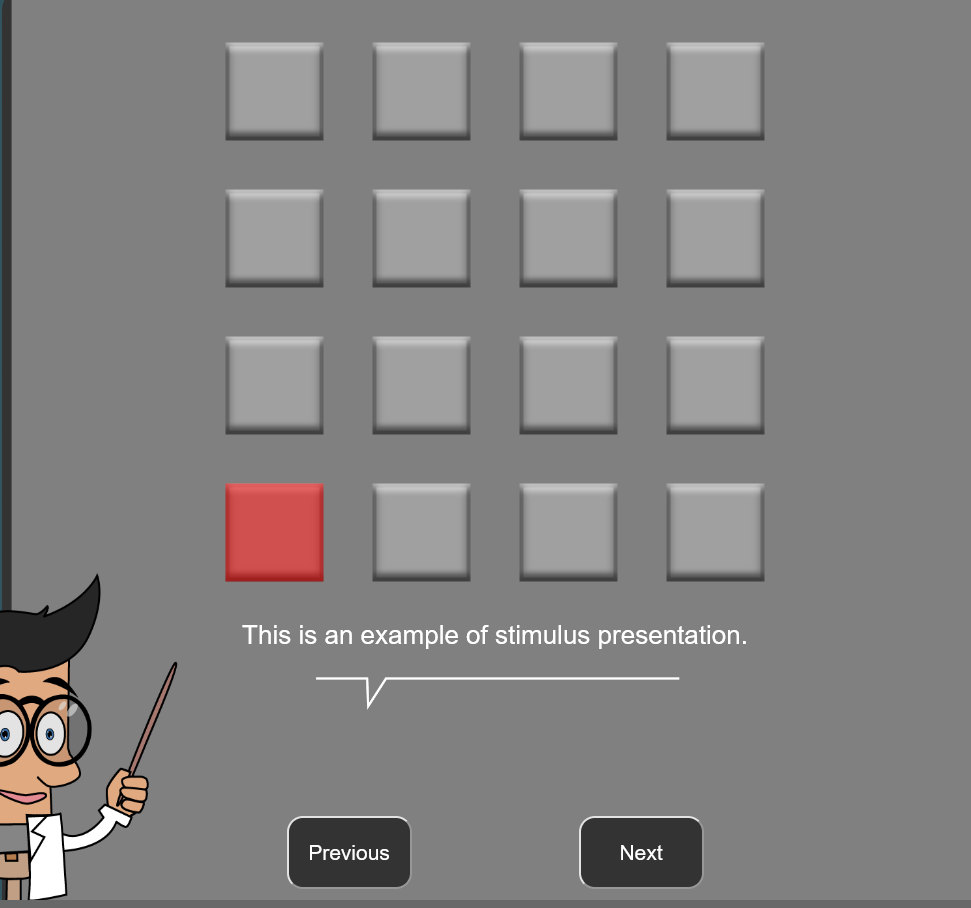 This is an example of stimulus presentation.
Previous
Next